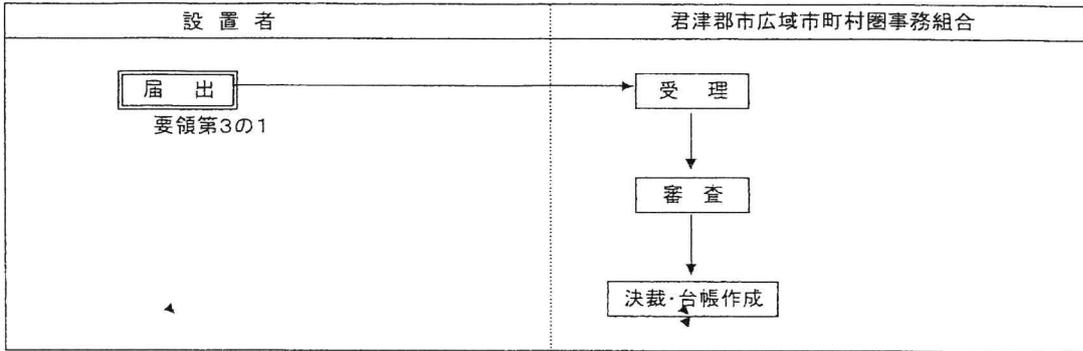 設置者
君津郡市広域市町村圏事務組合
届出
受理
要領第3の1
審査
決裁・台帳作成